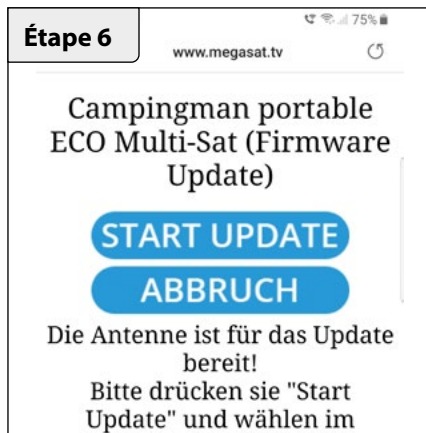 Étape 6
75%
www.megasat.tv
Campingman portable
ECO Multi-Sat (Firmware
Update)
START UPDATE
ABBRUCH
Die Antenne ist für das Update
bereit!
Bitte drücken sie "Start
Update" und wählen im